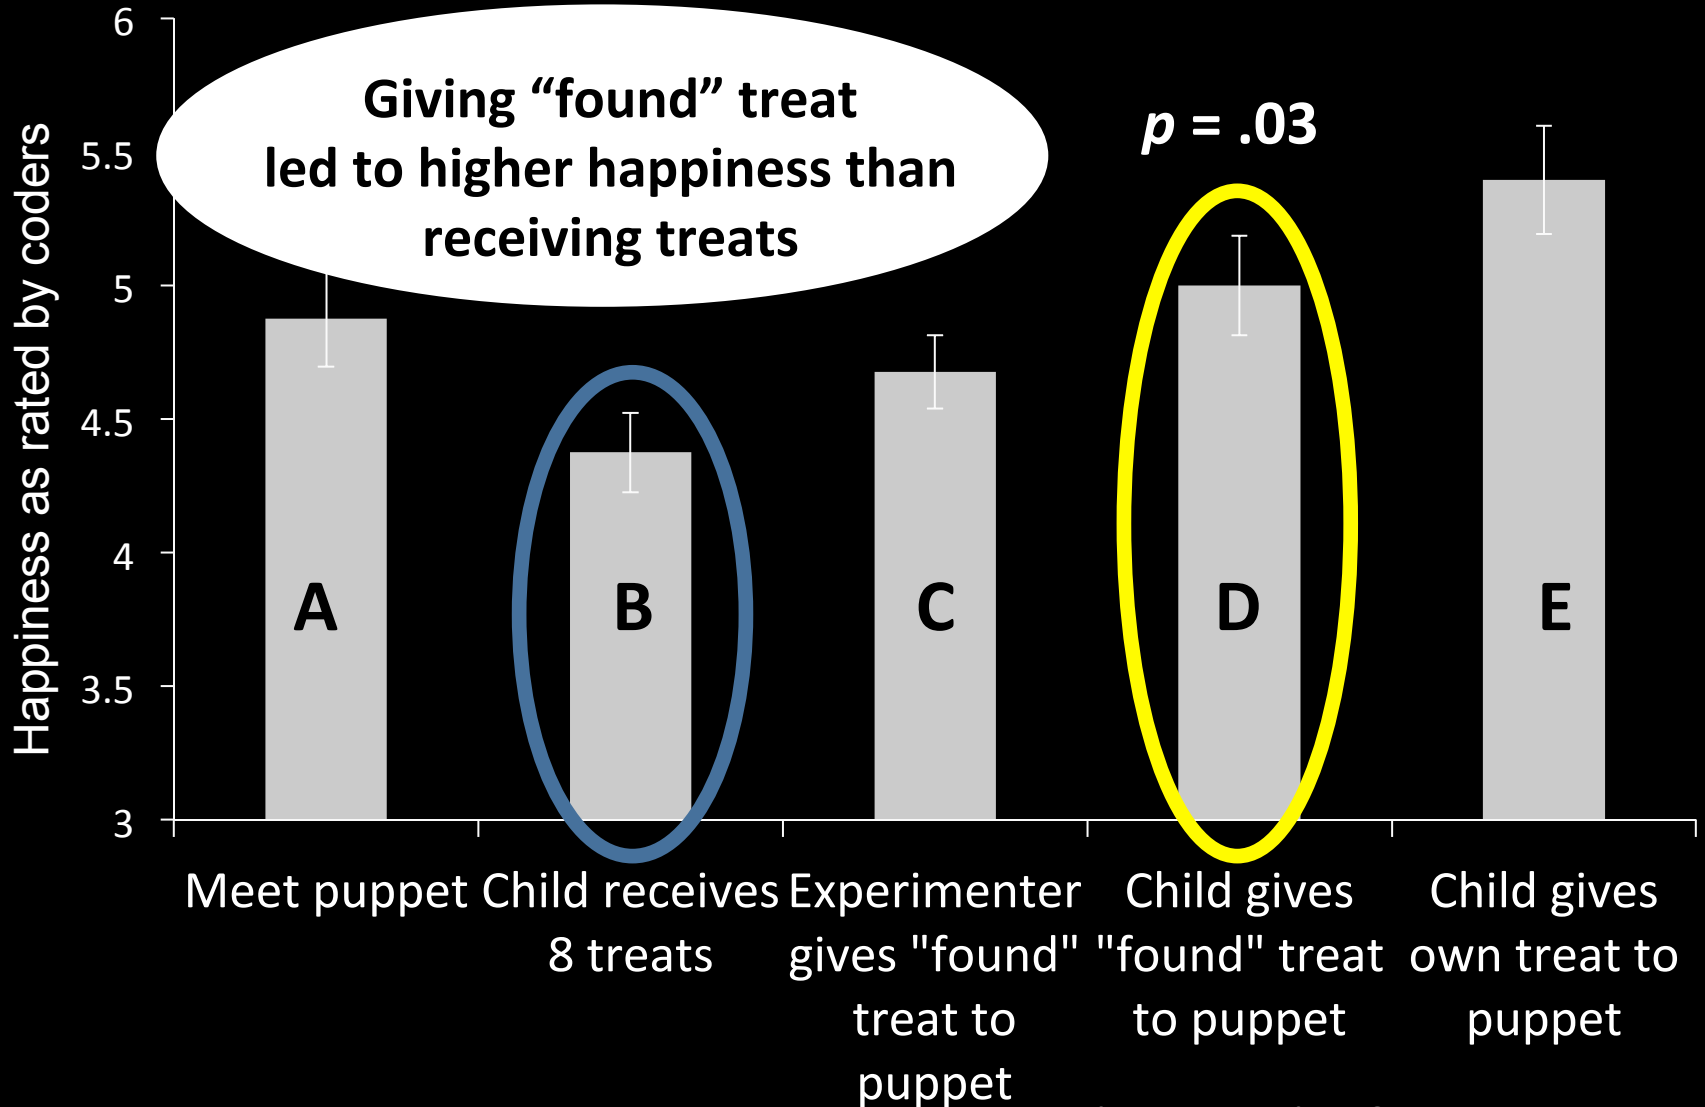 Giving “found” treat
led to higher happiness than
receiving treats
p = .03
Happiness as rated by coders
6
5.5
5
4.5
4
3.5
3
A
B
C
D
E
Meet puppet
Child receives
8 treats
Experimenter
gives "found"
treat to
puppet
Child gives
"found" treat
to puppet
Child gives
own treat to
puppet